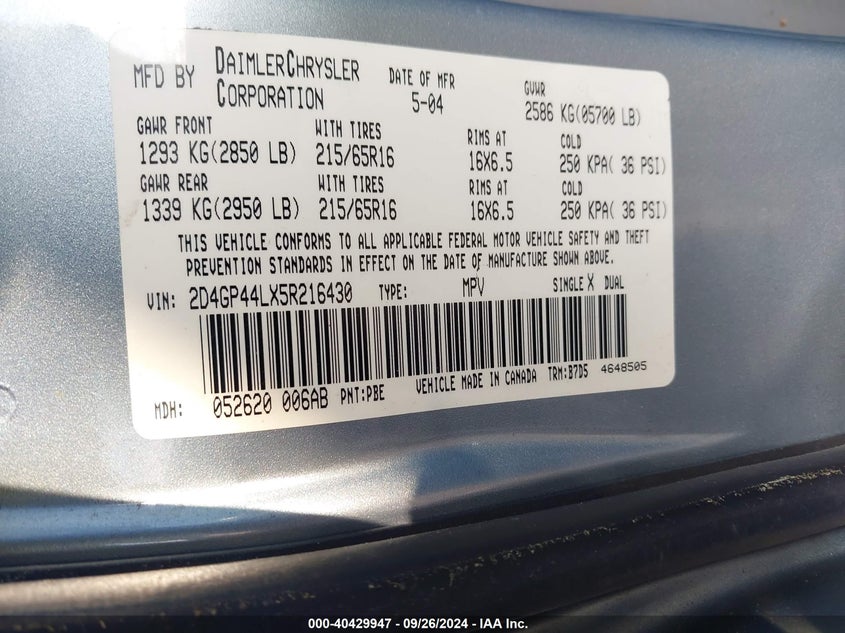 MFD BY DAIMLERCHRYSLER CORPORATION DATE OF MFR 5-04 GVWR 2586 KG(05700 LB)
GAWR FRONT WITH TIRES RIMS AT COLD
1293 KG(2850 LB) 215/65R16 16X6.5 250 KPA( 36 PSI)
GAWR REAR WITH TIRES RIMS AT COLD
1339 KG(2950 LB) 215/65R16 16X6.5 250 KPA( 36 PSI)
THIS VEHICLE CONFORMS TO ALL APPLICABLE FEDERAL MOTOR VEHICLE SAFETY AND THEFT
PREVENTION STANDARDS IN EFFECT ON THE DATE OF MANUFACTURE SHOWN ABOVE.
VIN: 2D4GP44LX5R216430 TYPE: MPV SINGLE X DUAL
MDH: 052620 006AB PNT:PBE VEHICLE MADE IN CANADA TRM:B7D5 4648505
000-40429947 - 09/26/2024 - IAA Inc.